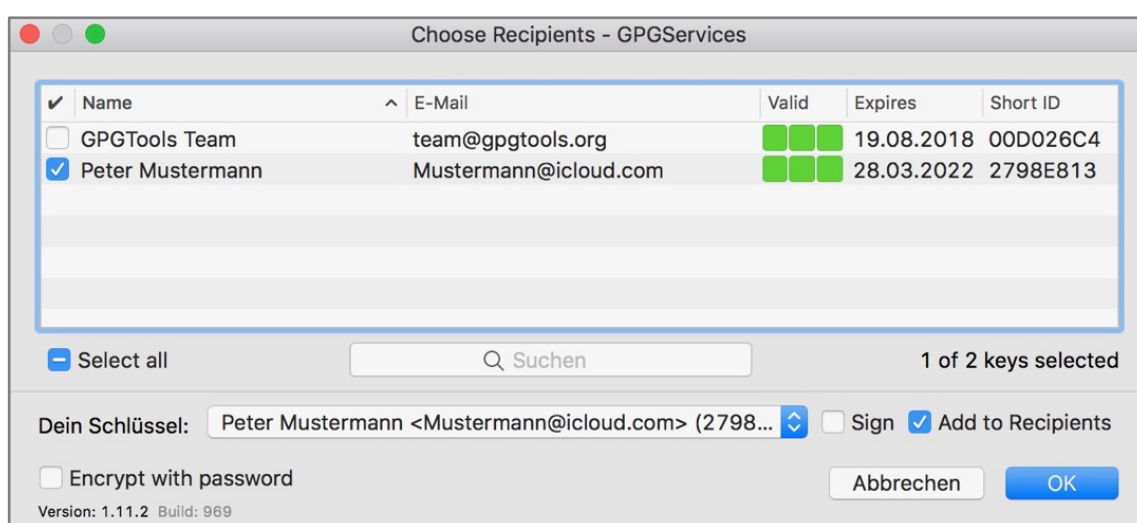 Choose Recipients - GPGServices
✔ Name E-Mail Valid Expires Short ID
GPGTools Team team@gpgtools.org 19.08.2018 00D026C4
Peter Mustermann Mustermann@icloud.com 28.03.2022 2798E813
Select all Suchen 1 of 2 keys selected
Dein Schlüssel: Peter Mustermann <Mustermann@icloud.com> (2798... Sign Add to Recipients
Encrypt with password Abbrechen OK
Version: 1.11.2 Build: 969